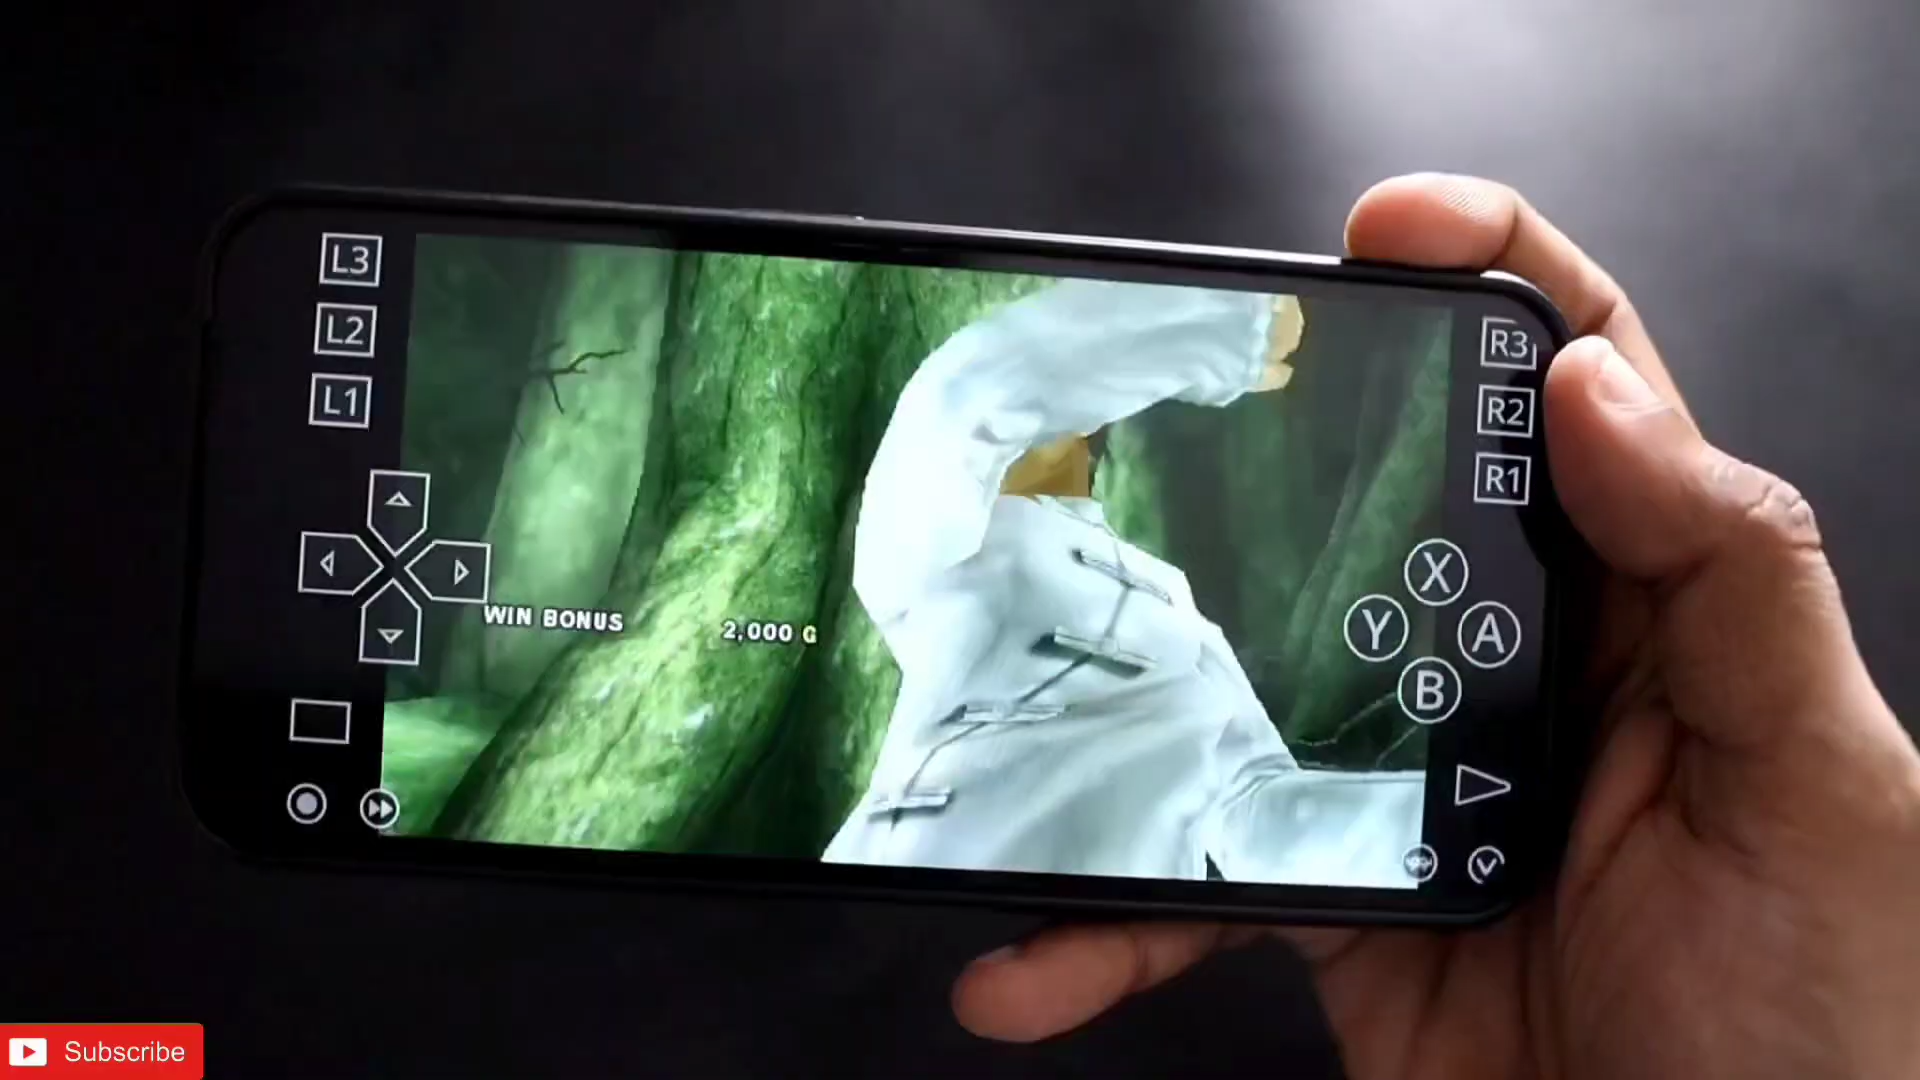 L3
L2
L1
R3
R2
R1
X
Y
A
B
WIN BONUS 2,000 G
Subscribe